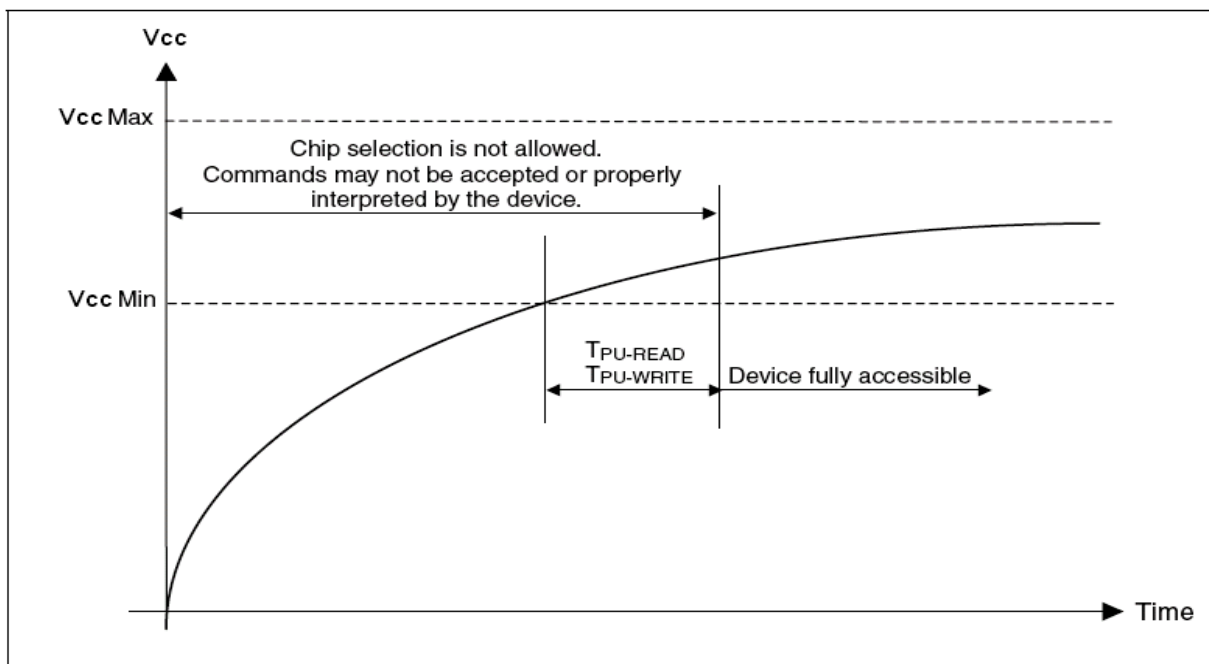 Vcc
Vcc Max
Chip selection is not allowed.
Commands may not be accepted or properly
interpreted by the device.
Vcc Min
TPU-READ
TPU-WRITE
Device fully accessible
Time